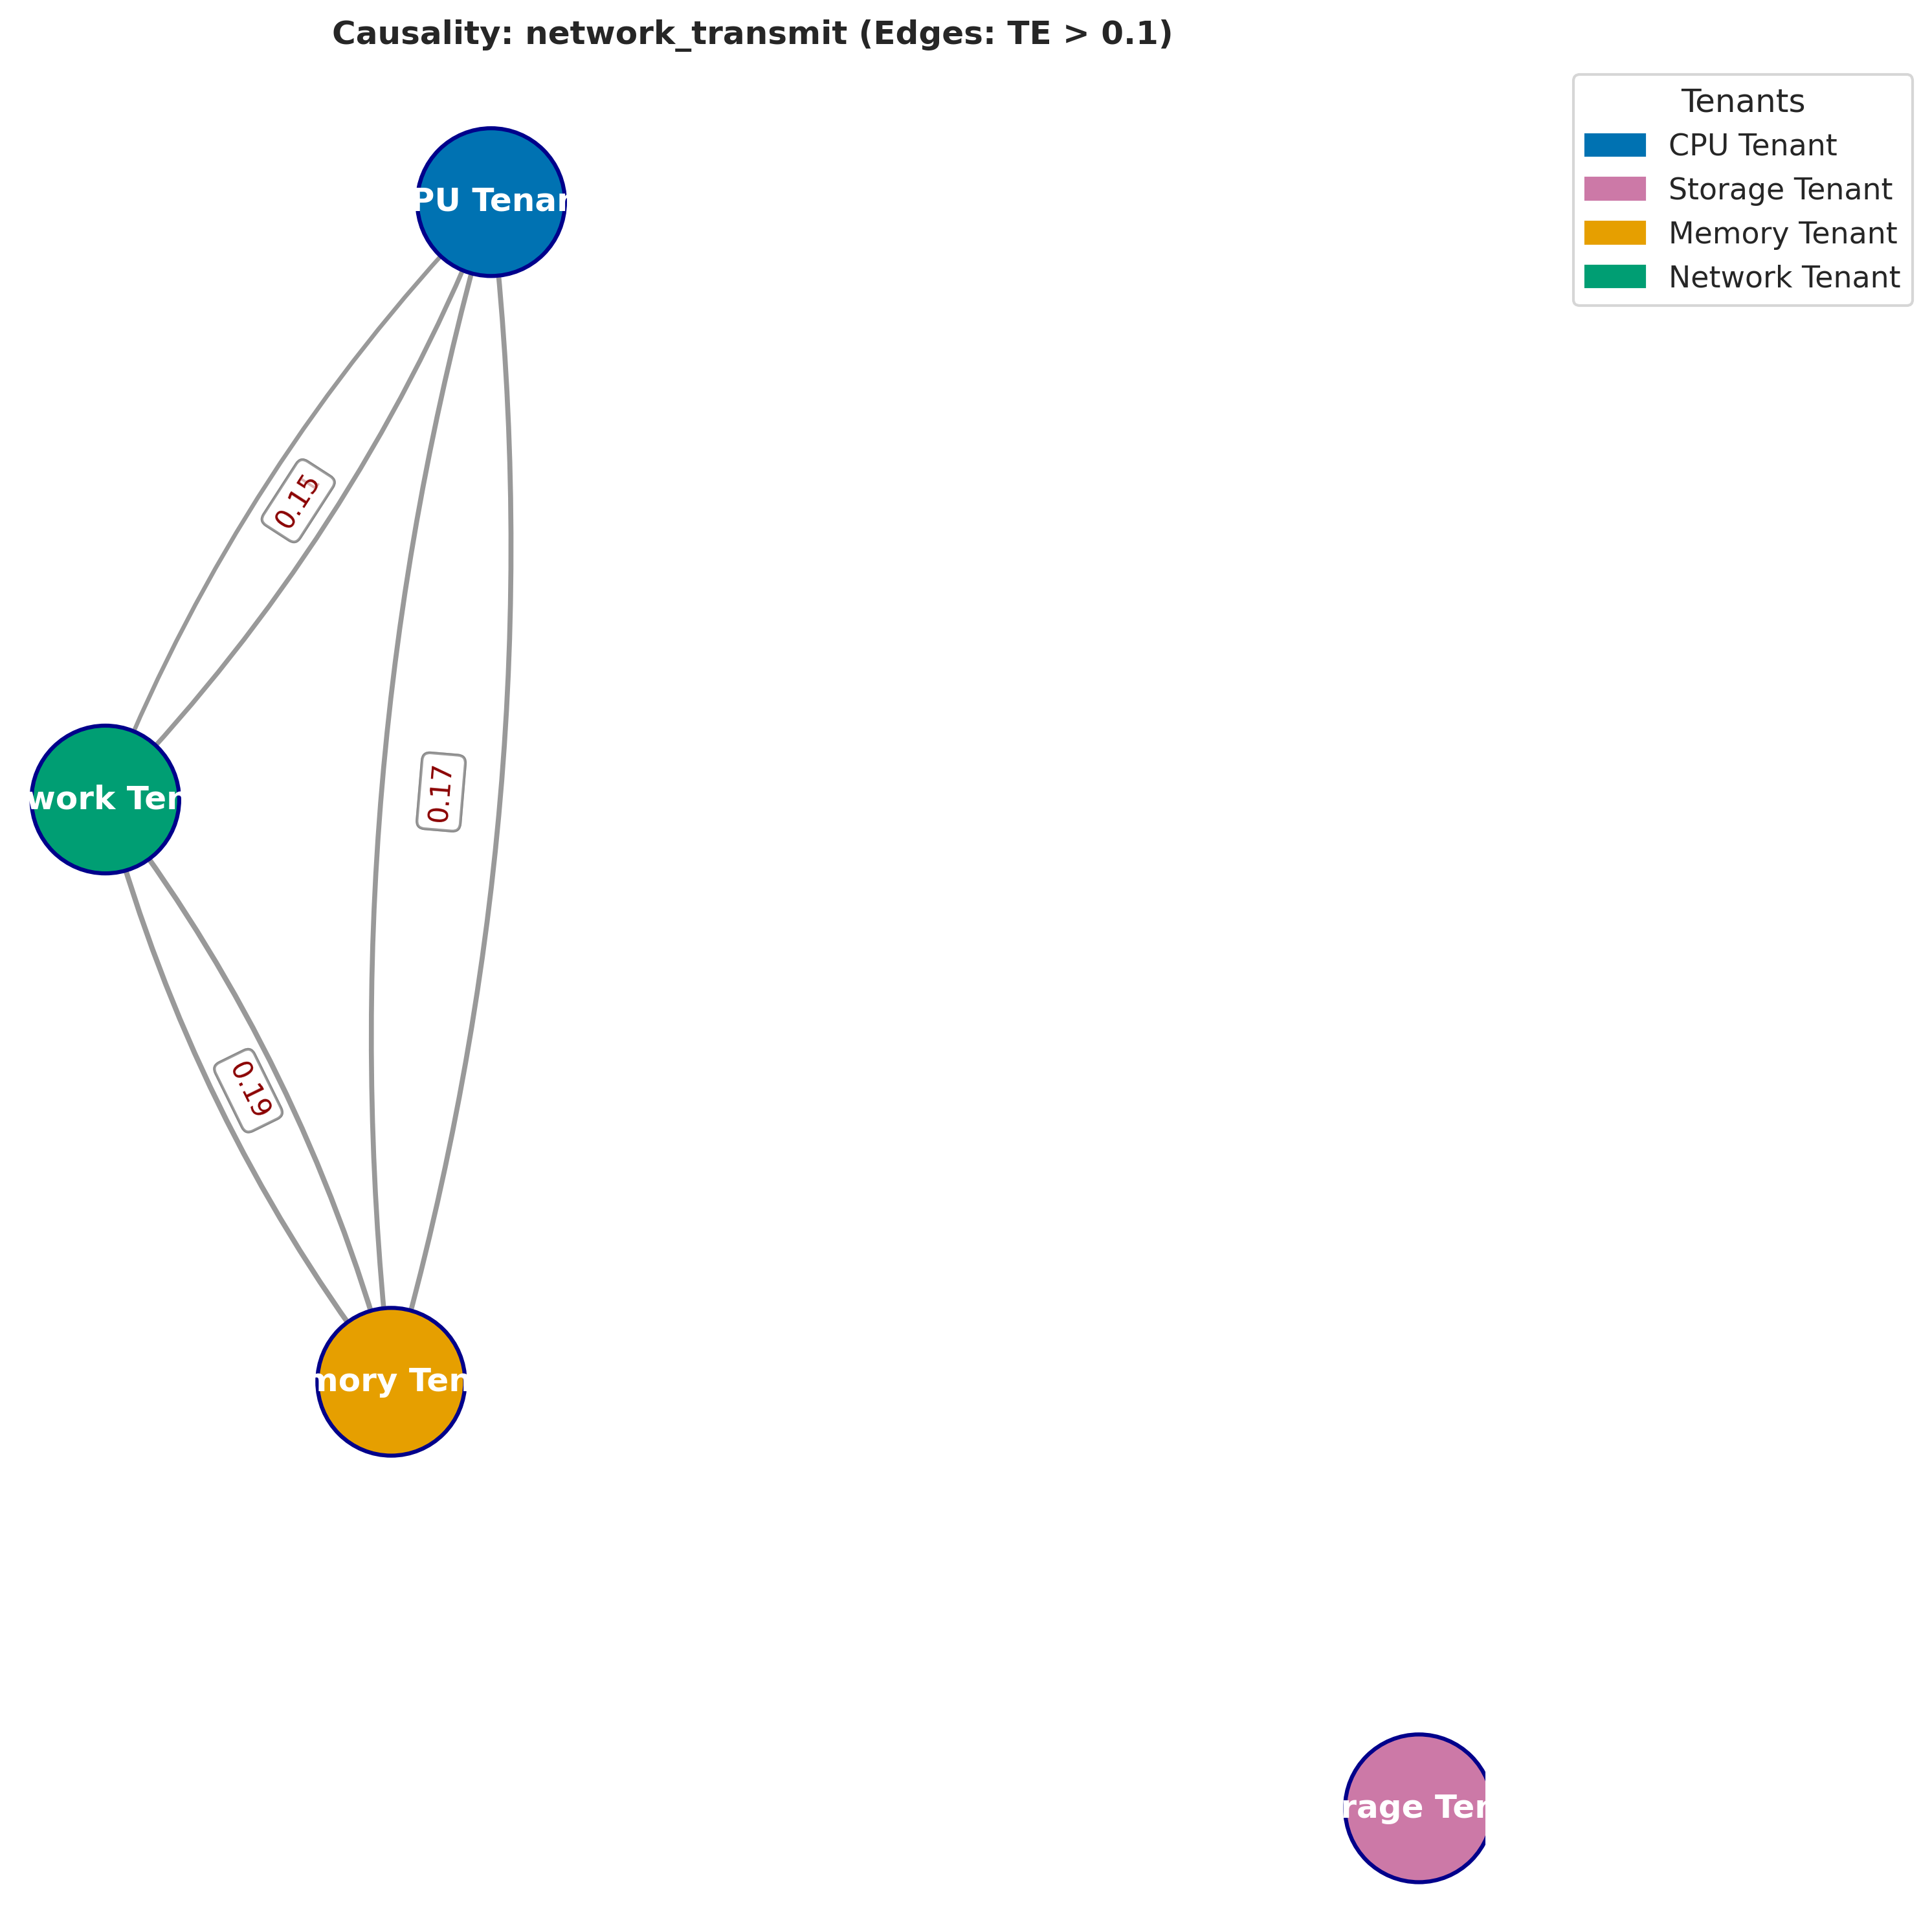 Causality: network_transmit (Edges: TE > 0.1)
Tenants
CPU Tenant
Storage Tenant
Memory Tenant
Network Tenant
PU Tenan
0.15
0.17
work Ten
0.19
mory Ten
rage Ten